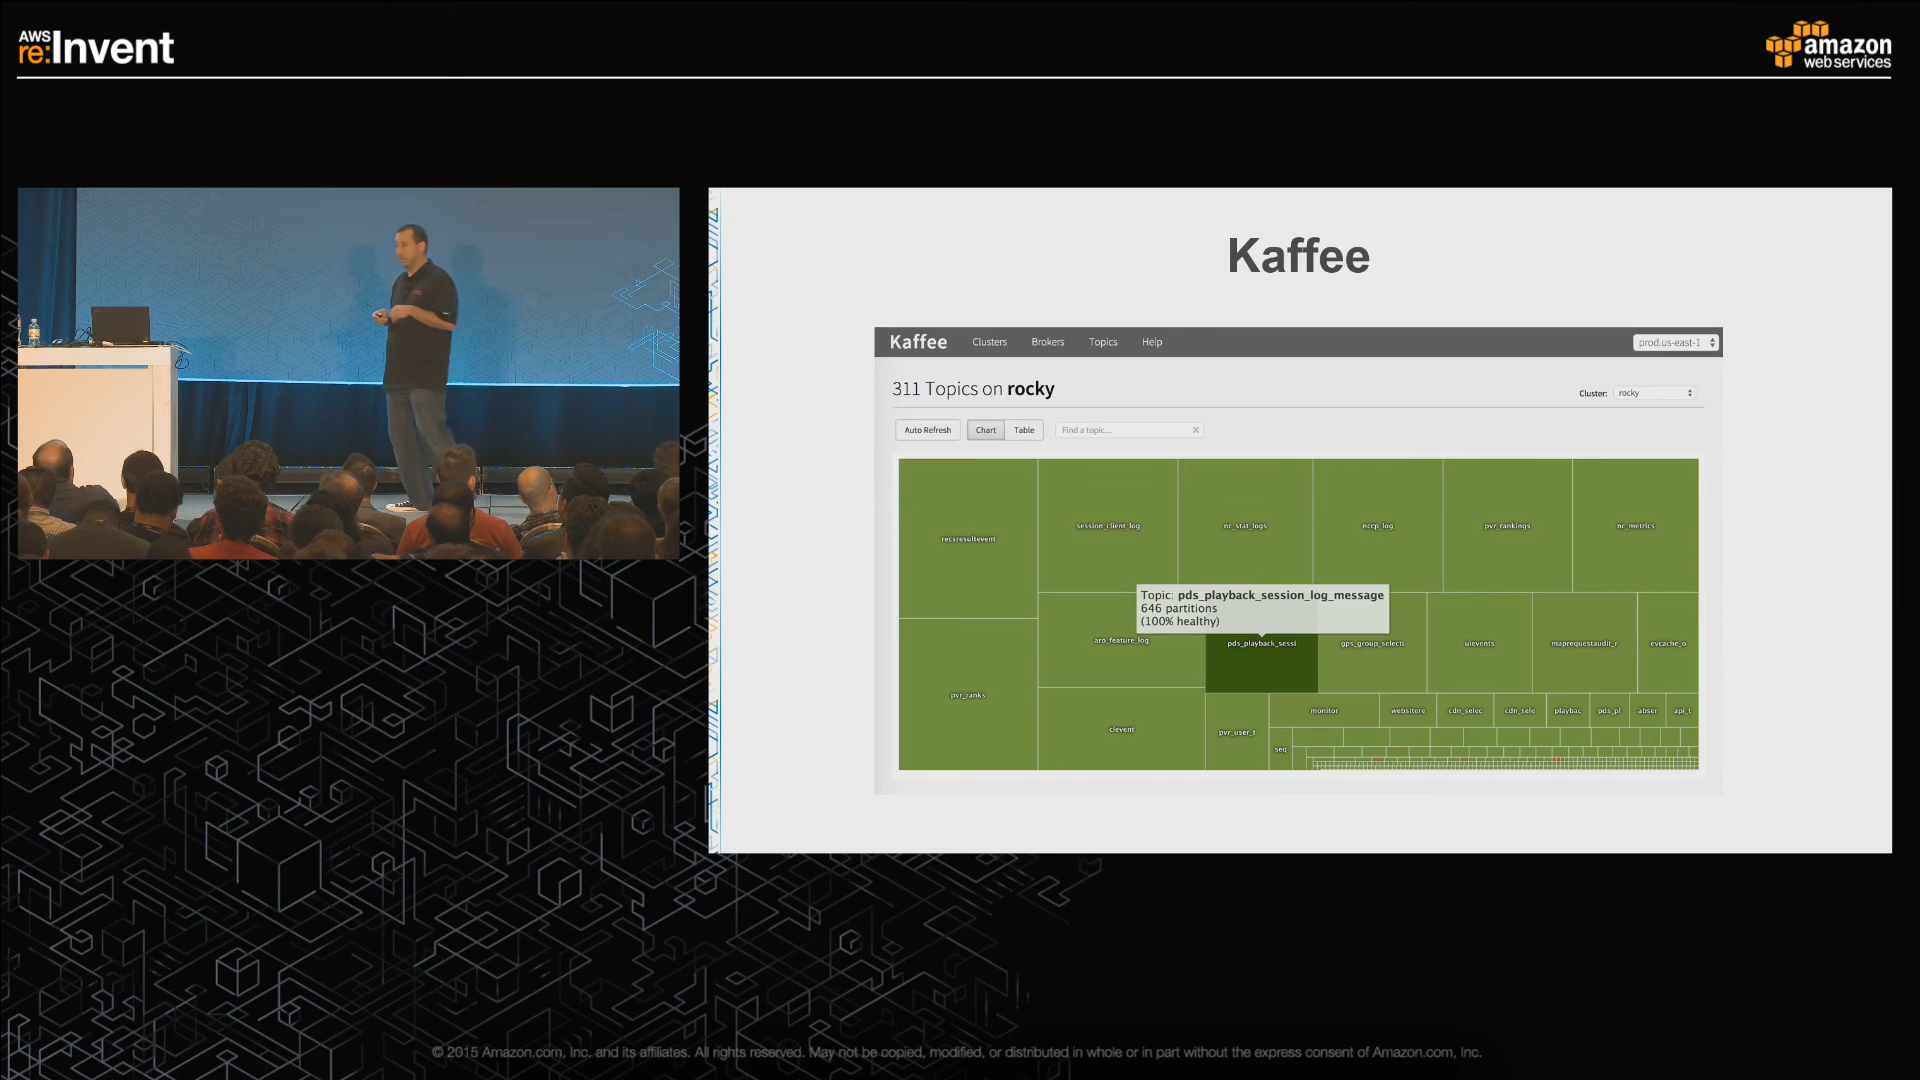 AWS
re:Invent
amazon
web services
Kaffee
Kaffee Clusters Brokers Topics Help prod.us-east-1
311 Topics on rocky
Cluster: rocky
Auto Refresh Chart Table Find a topic...
recsresultevent
session_client_log
nc_stat_logs
nccp_log
pvr_rankings
nc_metrics
Topic: pds_playback_session_log_message
646 partitions
(100% healthy)
aro_feature_log
pds_playback_sessi
gps_group_selecti
uievents
maprequestaudit_r
evcache_o
pvr_ranks
clevent
pvr_user_t
monitor
websitere
cdn_selec
cdn_sele
playbac
pds_pl
abser
api_t
seq
© 2015 Amazon.com, Inc. and its affiliates. All rights reserved. May not be copied, modified, or distributed in whole or in part without the express consent of Amazon.com, Inc.